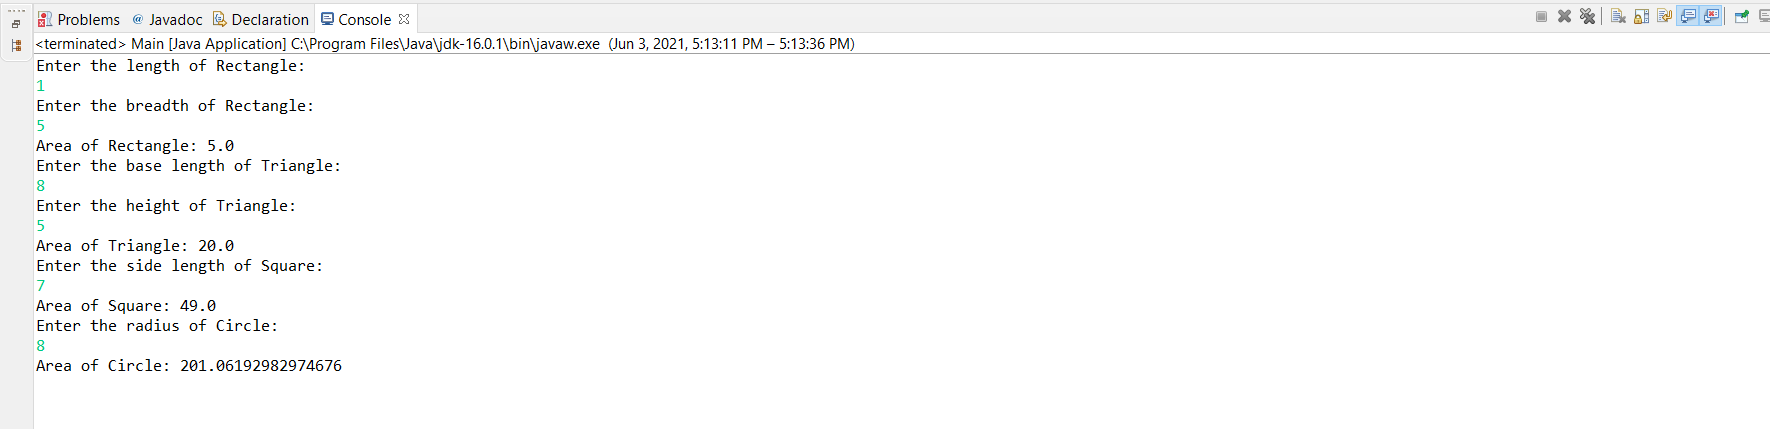 Problems @ Javadoc Declaration Console
<terminated> Main [Java Application] C:\Program Files\Java\jdk-16.0.1\bin\javaw.exe (Jun 3, 2021, 5:13:11 PM – 5:13:36 PM)
Enter the length of Rectangle:
1
Enter the breadth of Rectangle:
5
Area of Rectangle: 5.0
Enter the base length of Triangle:
8
Enter the height of Triangle:
5
Area of Triangle: 20.0
Enter the side length of Square:
7
Area of Square: 49.0
Enter the radius of Circle:
8
Area of Circle: 201.06192982974676